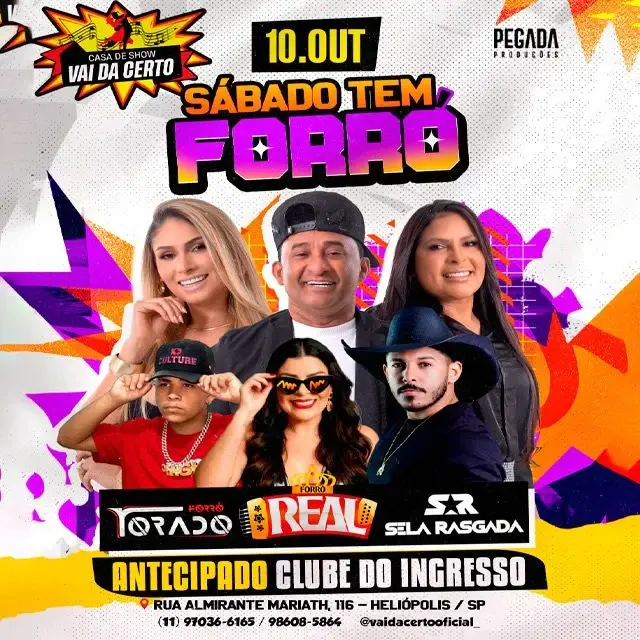 CASA DE SHOW
VAI DA CERTO
10.OUT
PEGADA
PRODUÇÕES
SÁBADO TEM
FORRÓ
CULTURE
FORRÓ
TORADO
FORRÓ
REAL
SR
SELA RASGADA
ANTECIPADO CLUBE DO INGRESSO
RUA ALMIRANTE MARIATH, 116 – HELIÓPOLIS / SP
(11) 97036-6165 / 98608-5864 @vaidacertooficial_